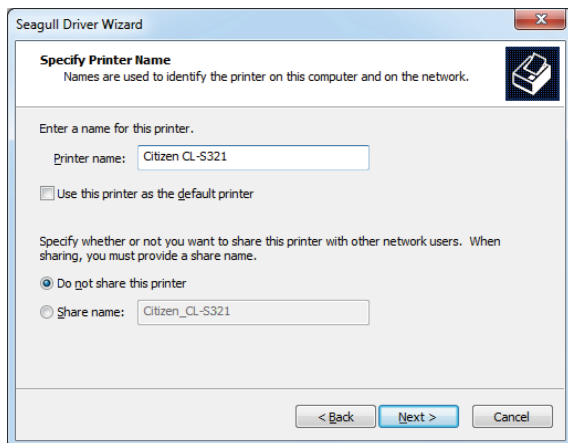 Seagull Driver Wizard
Specify Printer Name
Names are used to identify the printer on this computer and on the network.
Enter a name for this printer.
Printer name: Citizen CL-S321
Use this printer as the default printer
Specify whether or not you want to share this printer with other network users. When
sharing, you must provide a share name.
Do not share this printer
Share name: Citizen_CL-S321
< Back Next > Cancel